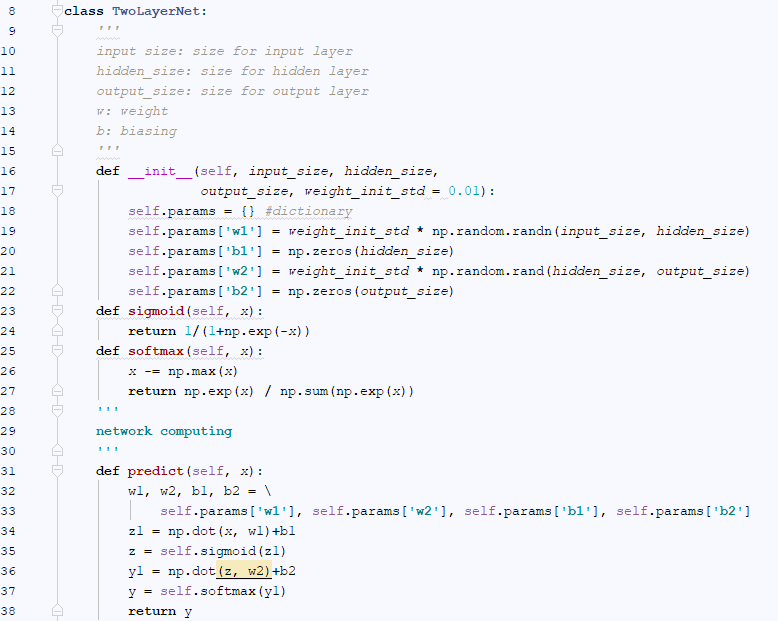 8 class TwoLayerNet:
9 '''
10 input size: size for input layer
11 hidden_size: size for hidden layer
12 output_size: size for output layer
13 w: weight
14 b: biasing
15 '''
16 def __init__(self, input_size, hidden_size,
17 output_size, weight_init_std = 0.01):
18 self.params = {} #dictionary
19 self.params['w1'] = weight_init_std * np.random.randn(input_size, hidden_size)
20 self.params['b1'] = np.zeros(hidden_size)
21 self.params['w2'] = weight_init_std * np.random.rand(hidden_size, output_size)
22 self.params['b2'] = np.zeros(output_size)
23 def sigmoid(self, x):
24 return 1/(1+np.exp(-x))
25 def softmax(self, x):
26 x -= np.max(x)
27 return np.exp(x) / np.sum(np.exp(x))
28 '''
29 network computing
30 '''
31 def predict(self, x):
32 w1, w2, b1, b2 = \
33 self.params['w1'], self.params['w2'], self.params['b1'], self.params['b2']
34 z1 = np.dot(x, w1)+b1
35 z = self.sigmoid(z1)
36 y1 = np.dot(z, w2)+b2
37 y = self.softmax(y1)
38 return y